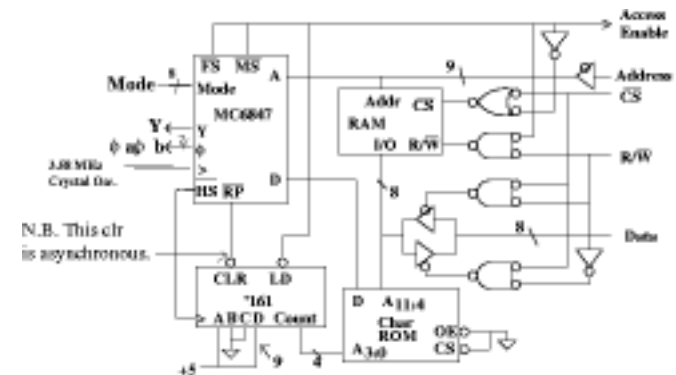 Access
Enable
FS MS
A
9
Address
Mode
8
Mode
MC6847
Addr CS
RAM
I/O R/W
CS
Y
Y
ϕ a b
ϕ
R/W
3.58 MHz
Crystal Osc.
HS RP
D
8
N.B. This clr
is asynchronous.
8
Data
CLR LD
'161
A B C D Count
D A 11:4
Char
ROM
A 3:0
OE
CS
9
4
+5